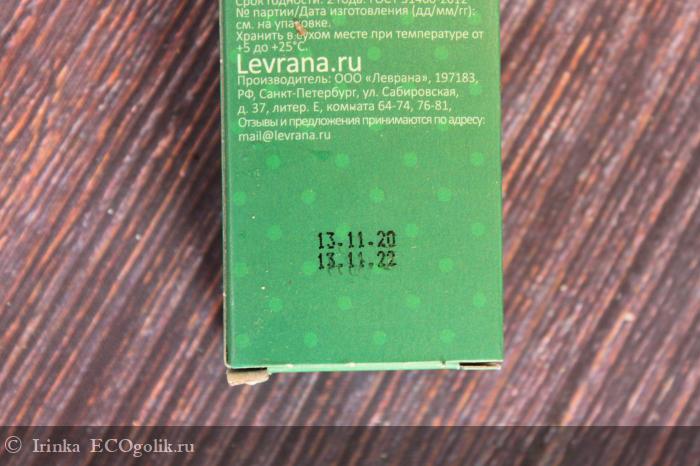 Срок годности: 2 года. ГОСТ 31460-2012
№ партии/Дата изготовления (дд/мм/гг):
см. на упаковке.
Хранить в сухом месте при температуре от
+5 до +25°C.
Levrana.ru
Производитель: ООО «Леврана», 197183,
РФ, Санкт-Петербург, ул. Сабировская,
д. 37, литер. Е, комната 64-74, 76-81,
Отзывы и предложения принимаются по адресу:
mail@levrana.ru
13.11.20
13.11.22
© Irinka ECOgolik.ru